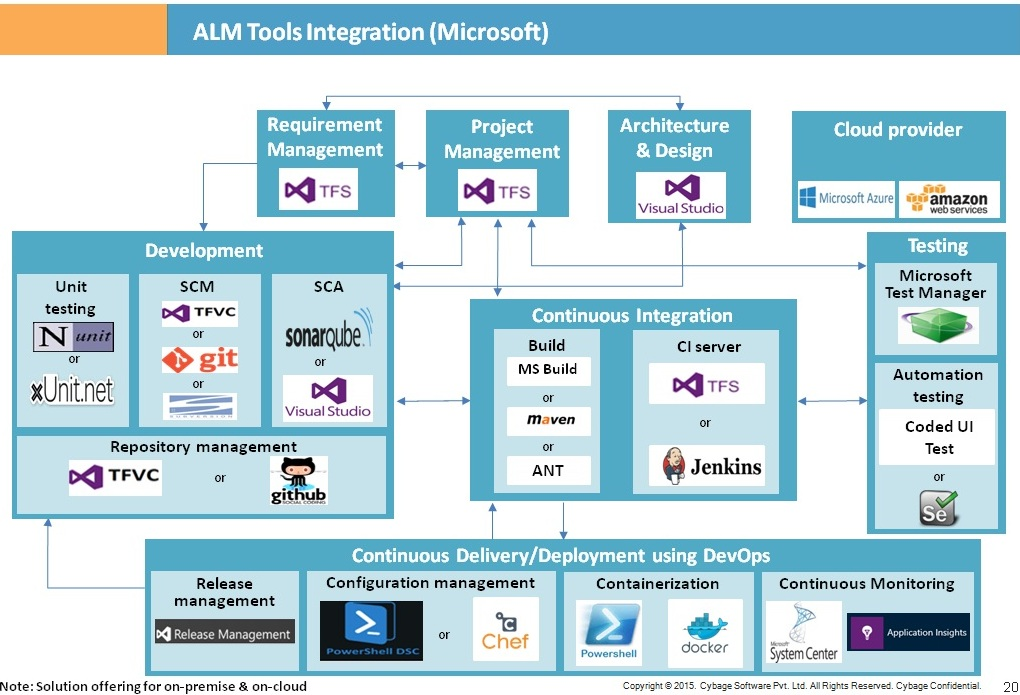 ALM Tools Integration (Microsoft)
Requirement
Management
TFS
Project
Management
TFS
Architecture
& Design
Visual Studio
Cloud provider
Microsoft Azure
amazon
web services
Development
Unit
testing
N unit
or
xUnit.net
SCM
TFVC
or
git
or
SUBVERSION
SCA
sonarqube
or
Visual Studio
Repository management
TFVC
or
github
SOCIAL CODING
Continuous Integration
Build
MS Build
or
maven
or
ANT
CI server
TFS
or
Jenkins
Testing
Microsoft
Test Manager
Automation
testing
Coded UI
Test
or
Se
Continuous Delivery/Deployment using DevOps
Release
management
Release Management
Configuration management
PowerShell DSC
or
Chef
Containerization
Powershell
docker
Continuous Monitoring
Microsoft
System Center
Application Insights
Note: Solution offering for on-premise & on-cloud
Copyright © 2015. Cybage Software Pvt. Ltd. All Rights Reserved. Cybage Confidential.
20